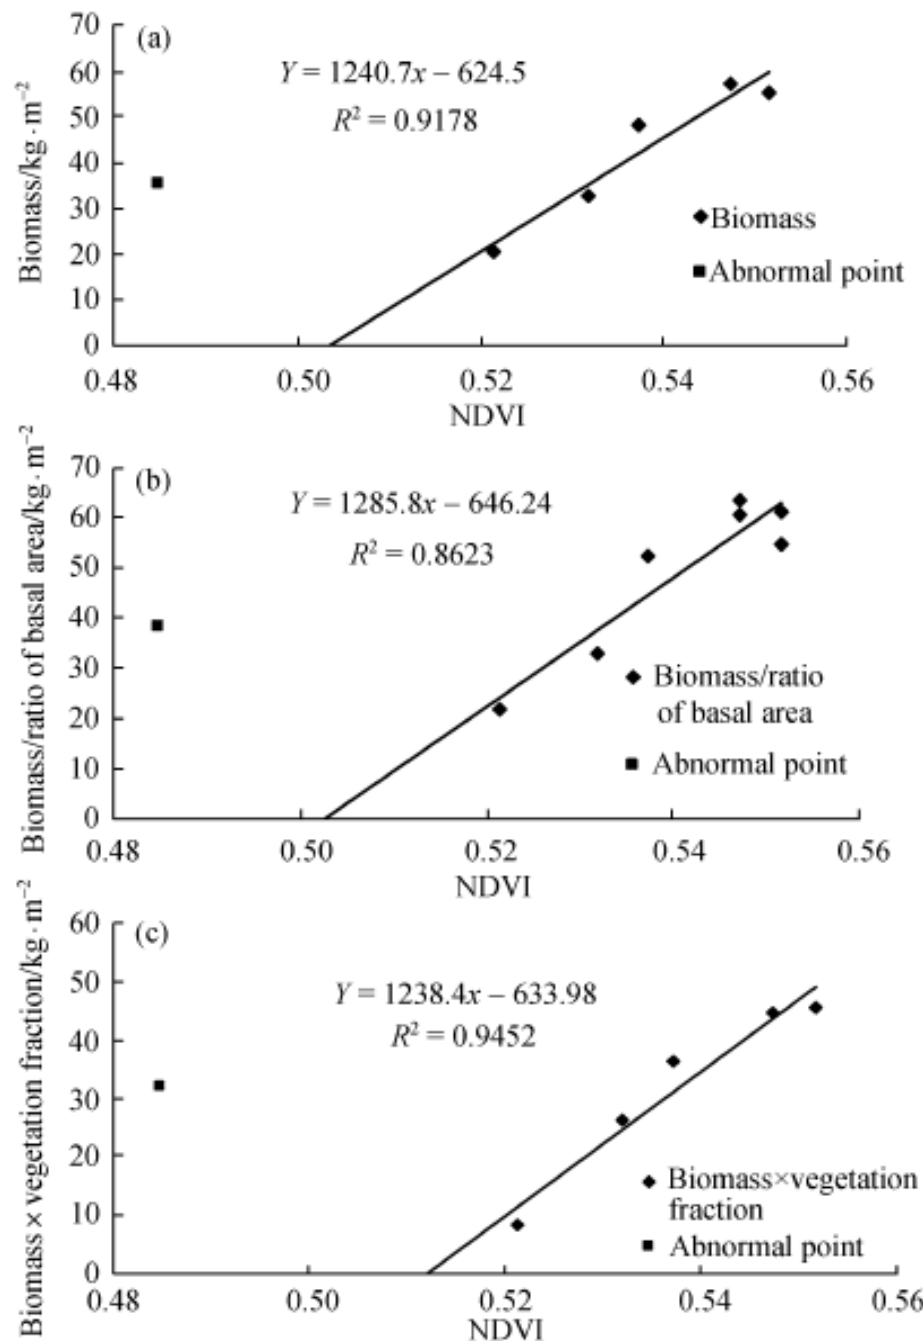 (a)
Y = 1240.7x – 624.5
R² = 0.9178
Biomass/kg·m⁻²
70
60
50
40
30
20
10
0
Biomass
Abnormal point
0.48 0.50 0.52 0.54 0.56
NDVI
(b)
Y = 1285.8x – 646.24
R² = 0.8623
Biomass/ratio of basal area/kg·m⁻²
70
60
50
40
30
20
10
0
Biomass/ratio
of basal area
Abnormal point
0.48 0.50 0.52 0.54 0.56
NDVI
(c)
Y = 1238.4x – 633.98
R² = 0.9452
Biomass × vegetation fraction/kg·m⁻²
60
50
40
30
20
10
0
Biomass×vegetation
fraction
Abnormal point
0.48 0.50 0.52 0.54 0.56
NDVI